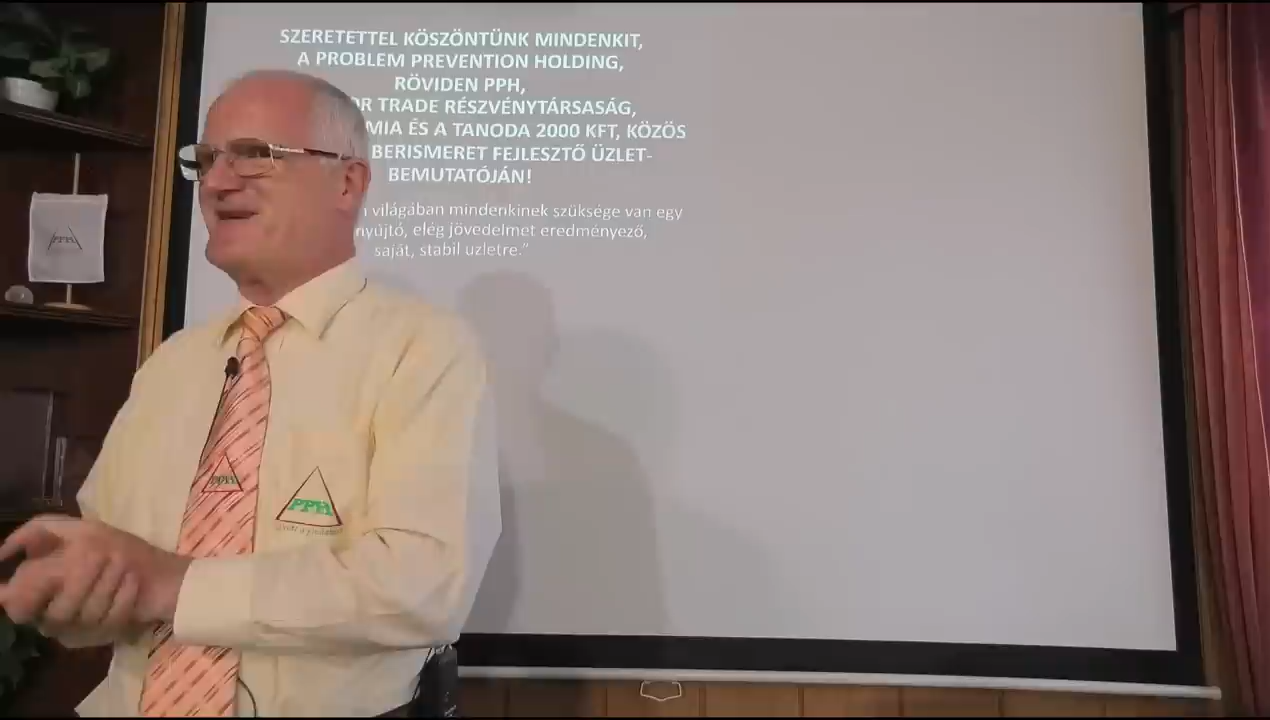 SZERETETTEL KÖSZÖNTÜNK MINDENKIT,
A PROBLEM PREVENTION HOLDING,
RÖVIDEN PPH,
OR TRADE RÉSZVÉNYTÁRSASÁG,
MIA ÉS A TANODA 2000 KFT, KÖZÖS
BERISMERET FEJLESZTŐ ÜZLET-
BEMUTATÓJÁN!
világában mindenkinek szüksége van egy
nyújtó, elég jövedelmet eredményező,
saját, stabil uzletre.”
PPH
PPH
PPH